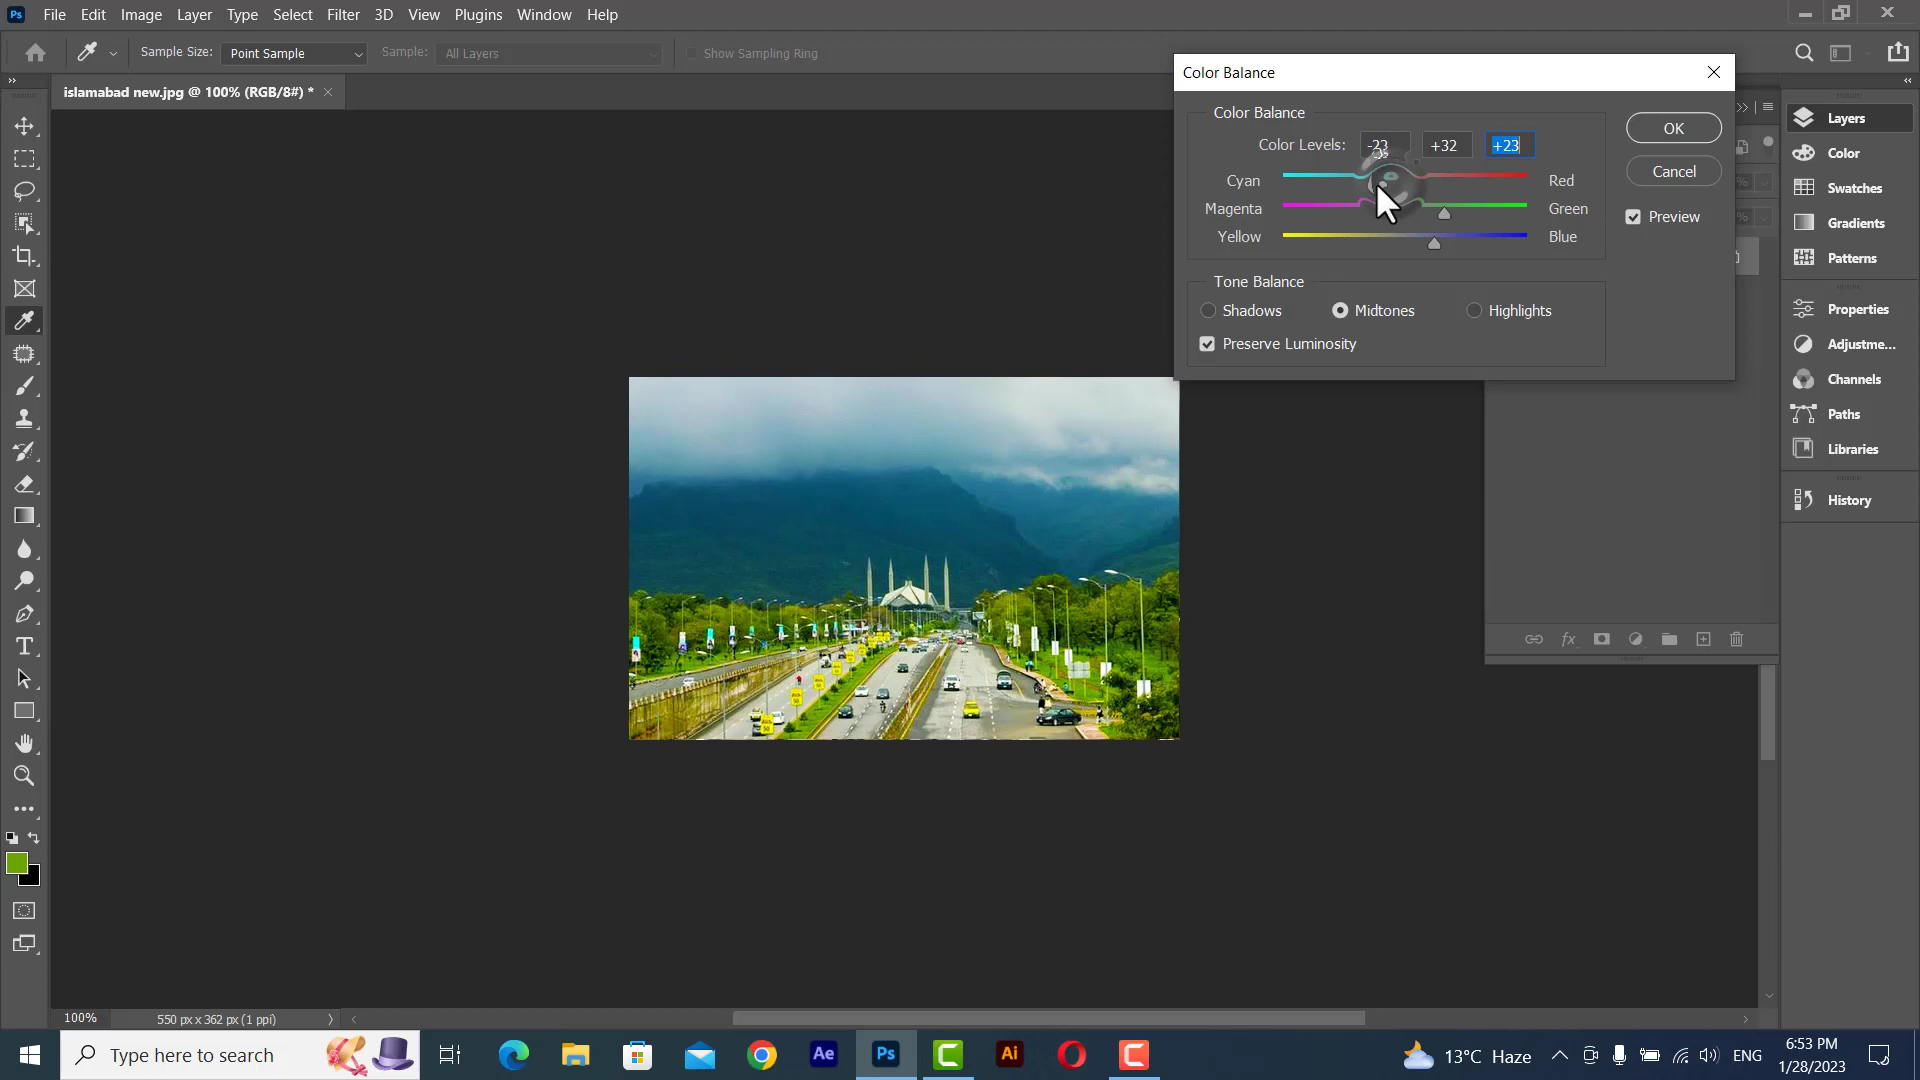 Ps File Edit Image Layer Type Select Filter 3D View Plugins Window Help
Sample Size: Point Sample Sample: All Layers Show Sampling Ring
islamabad new.jpg @ 100% (RGB/8#) *
Color Balance
Color Balance
Color Levels: -23 +32 +23
Cyan Red
Magenta Green
Yellow Blue
Tone Balance
Shadows Midtones Highlights
Preserve Luminosity
OK
Cancel
Preview
Layers
Color
Swatches
Gradients
Patterns
Properties
Adjustme...
Channels
Paths
Libraries
History
fx
100% 550 px x 362 px (1 ppi)
Type here to search
Ae Ps Ai
13°C Haze ENG
6:53 PM
1/28/2023